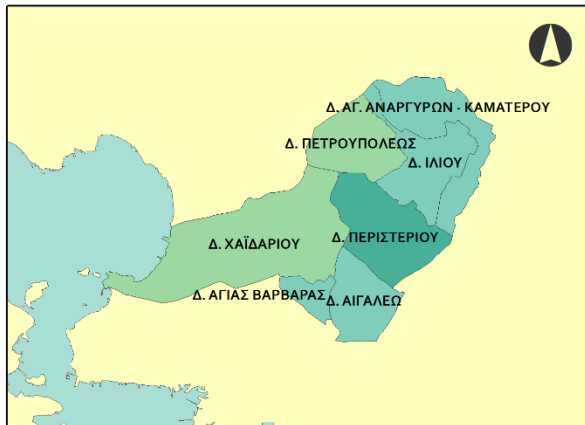 Δ. ΑΓ. ΑΝΑΡΓΥΡΩΝ - ΚΑΜΑΤΕΡΟΥ
Δ. ΠΕΤΡΟΥΠΟΛΕΩΣ
Δ. ΙΛΙΟΥ
Δ. ΠΕΡΙΣΤΕΡΙΟΥ
Δ. ΧΑΪΔΑΡΙΟΥ
Δ. ΑΓΙΑΣ ΒΑΡΒΑΡΑΣ
Δ. ΑΙΓΑΛΕΩ